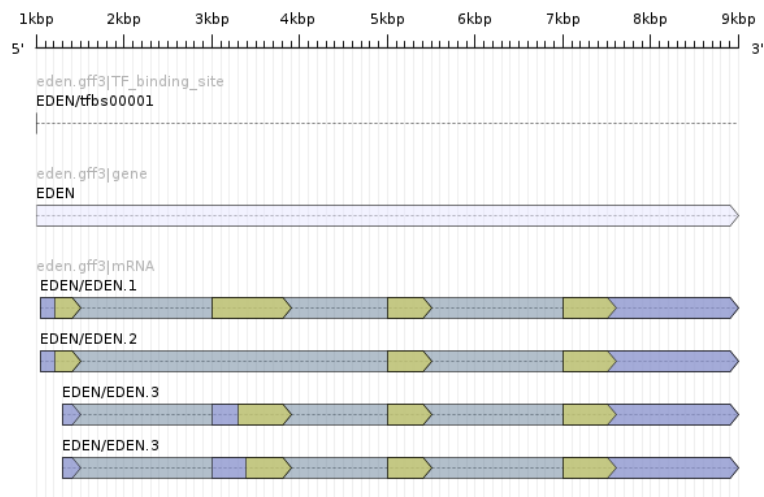 1kbp 2kbp 3kbp 4kbp 5kbp 6kbp 7kbp 8kbp 9kbp
5' 3'
eden.gff3|TF_binding_site
EDEN/tfbs00001
eden.gff3|gene
EDEN
eden.gff3|mRNA
EDEN/EDEN.1
EDEN/EDEN.2
EDEN/EDEN.3
EDEN/EDEN.3